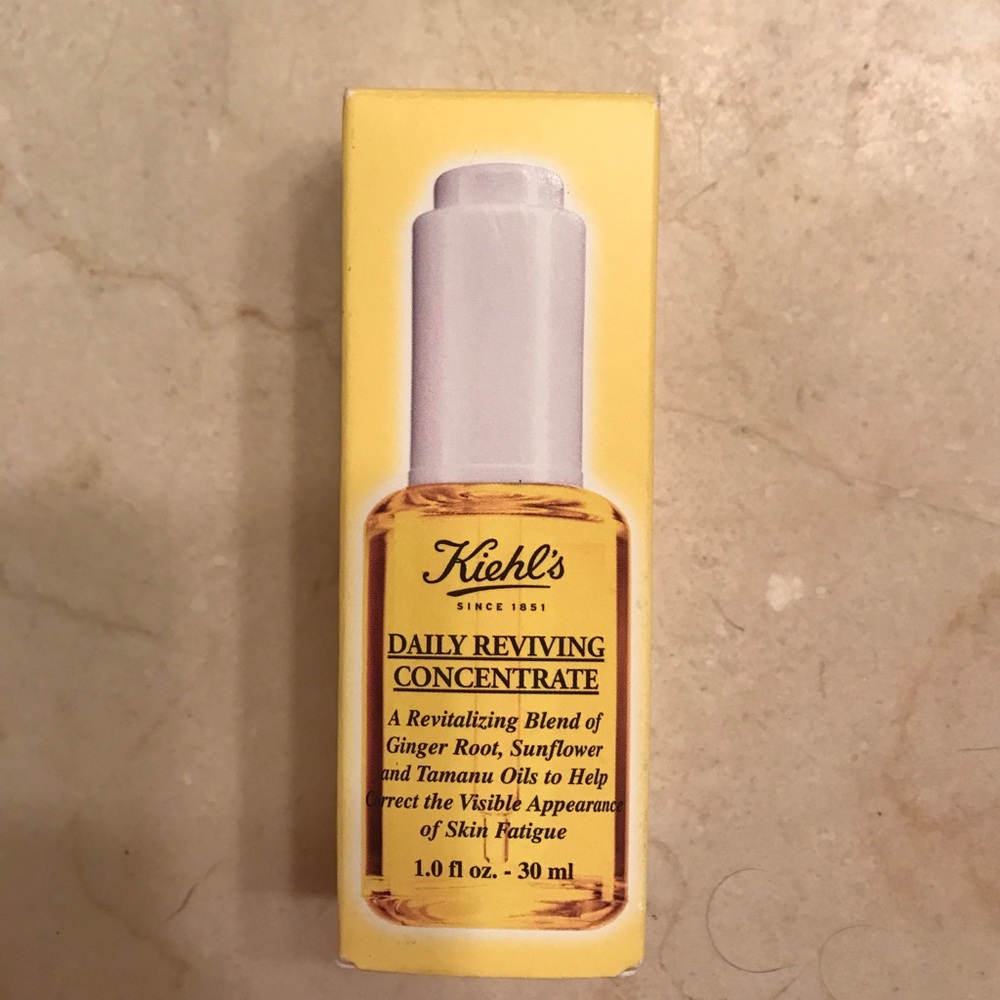 Kiehl's
SINCE 1851
DAILY REVIVING
CONCENTRATE
A Revitalizing Blend of
Ginger Root, Sunflower
and Tamanu Oils to Help
Correct the Visible Appearance
of Skin Fatigue
1.0 fl oz. - 30 ml